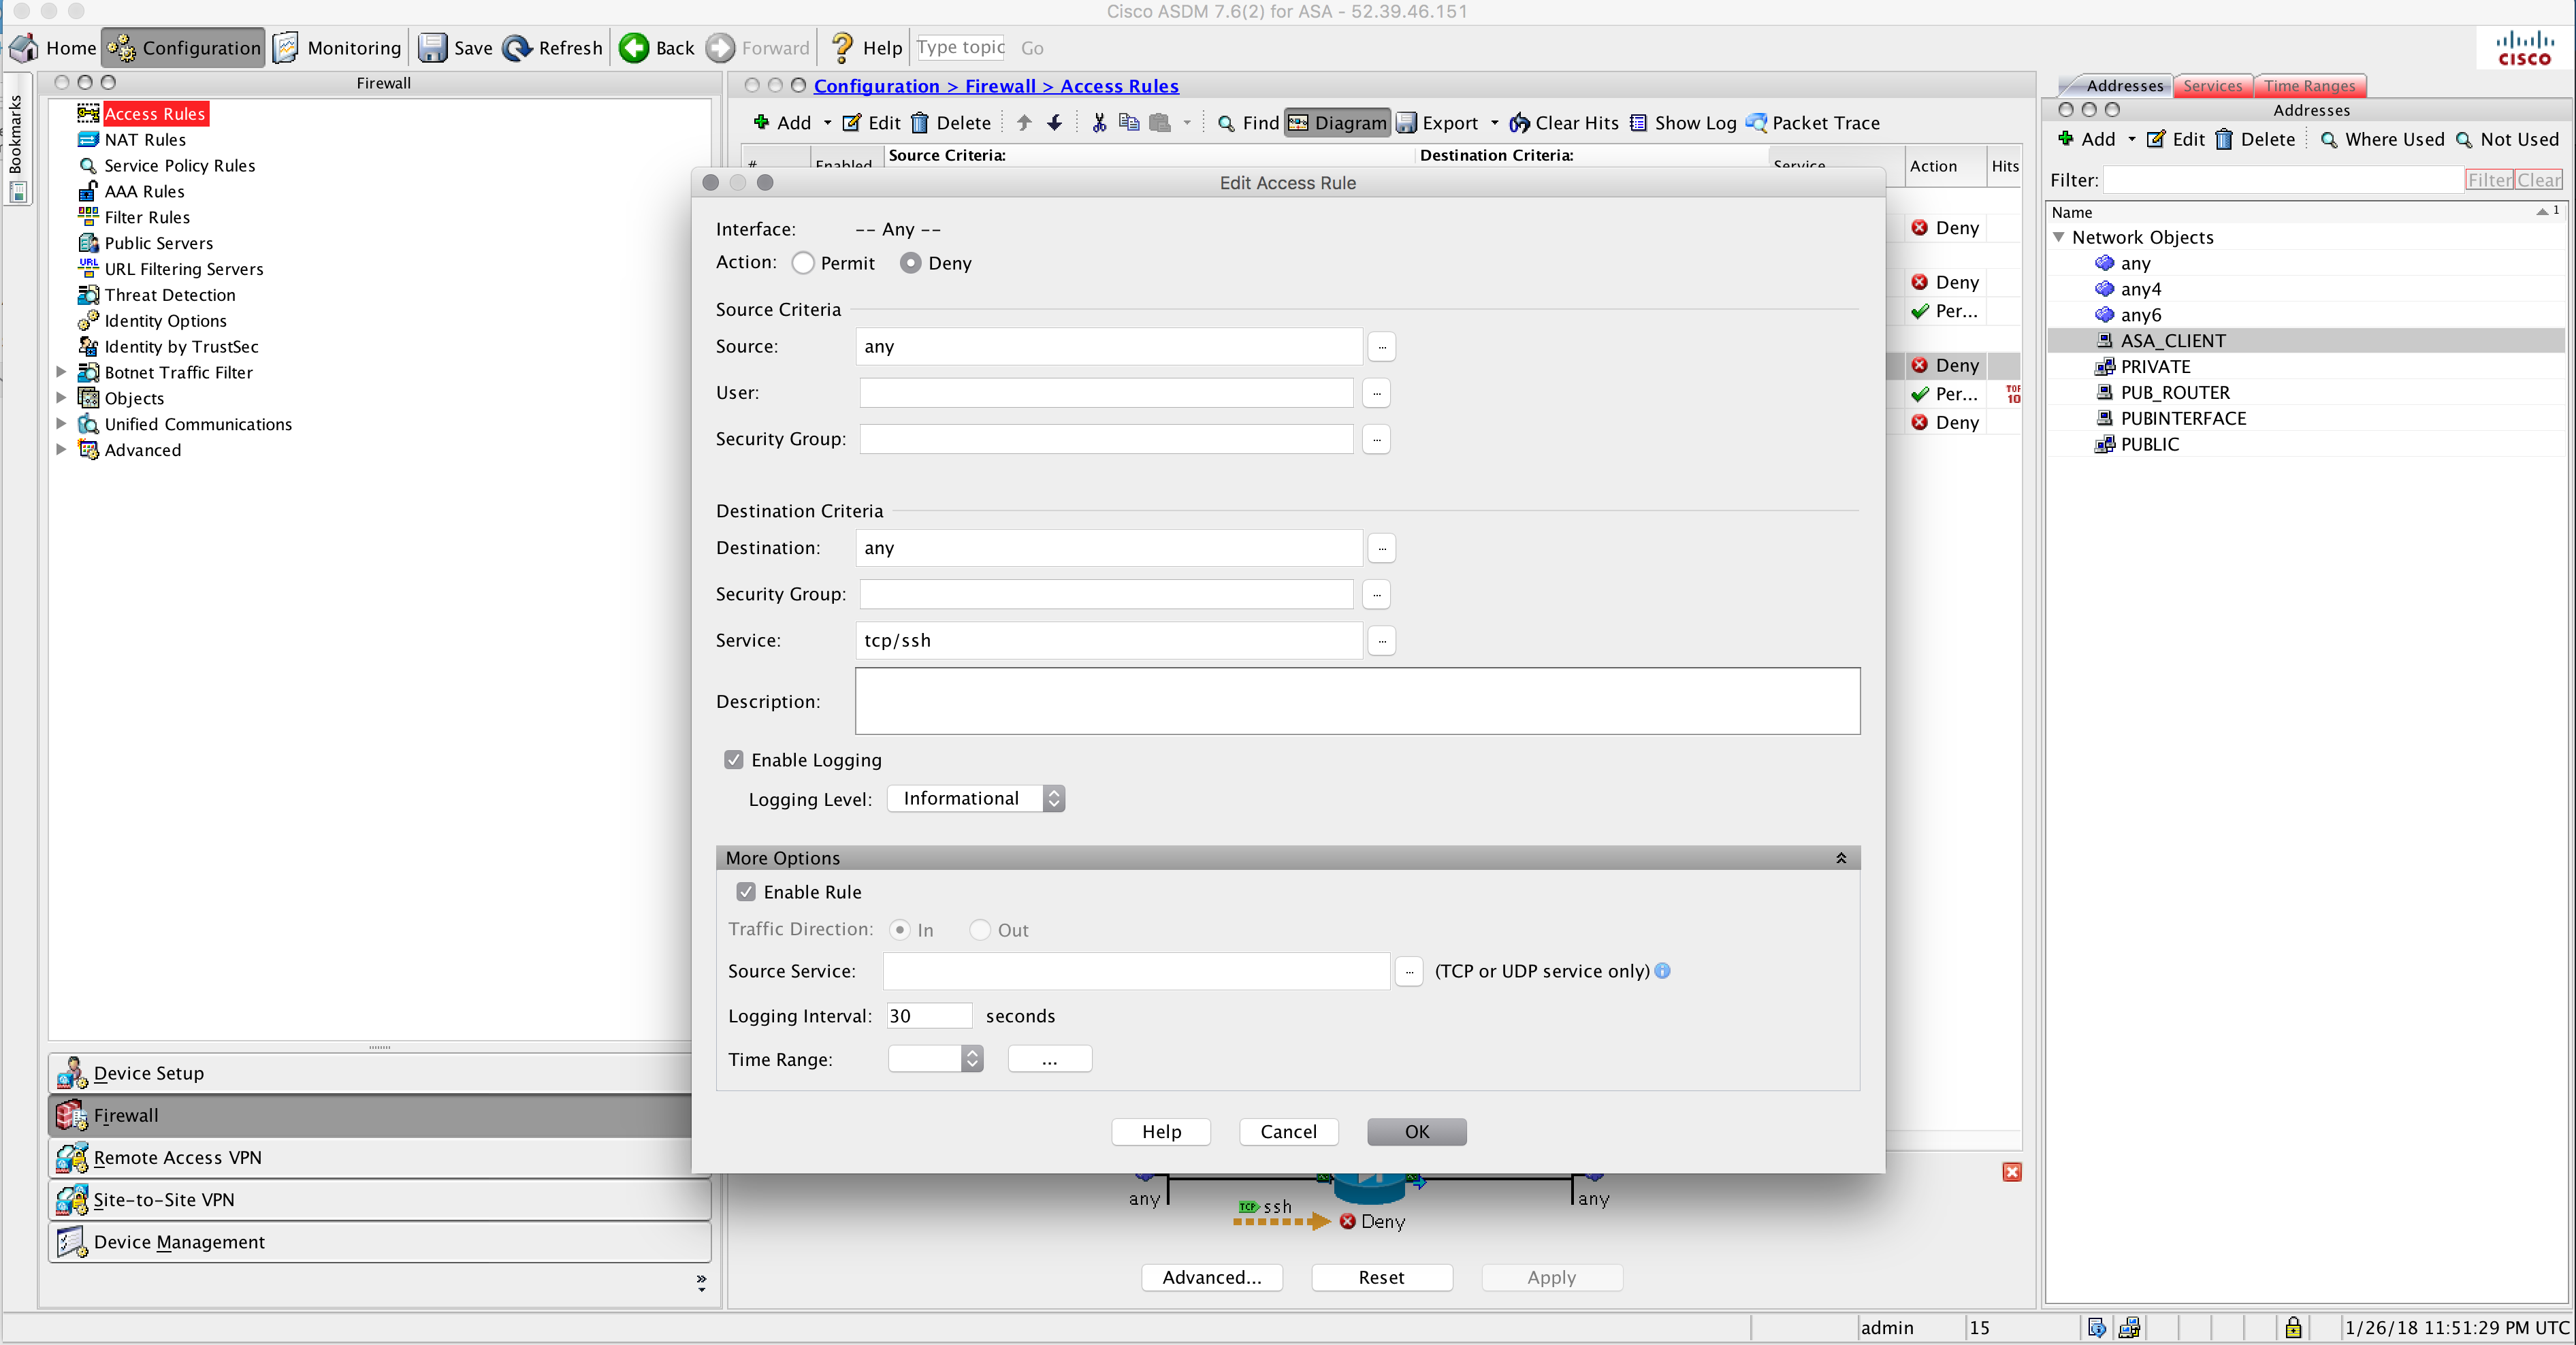 Cisco ASDM 7.6(2) for ASA - 52.39.46.151
Home Configuration Monitoring Save Refresh Back Forward Help Type topic Go
CISCO
Bookmarks
Firewall
Access Rules
NAT Rules
Service Policy Rules
AAA Rules
Filter Rules
Public Servers
URL Filtering Servers
Threat Detection
Identity Options
Identity by TrustSec
Botnet Traffic Filter
Objects
Unified Communications
Advanced
Device Setup
Firewall
Remote Access VPN
Site-to-Site VPN
Device Management
Configuration > Firewall > Access Rules
Add Edit Delete Find Diagram Export Clear Hits Show Log Packet Trace
# Enabled Source Criteria: Destination Criteria: Service Action Hits
Deny
Deny
Per...
Deny
Per... TOP 10
Deny
Edit Access Rule
Interface: -- Any --
Action: Permit Deny
Source Criteria
Source: any ...
User: ...
Security Group: ...
Destination Criteria
Destination: any ...
Security Group: ...
Service: tcp/ssh ...
Description:
Enable Logging
Logging Level: Informational
More Options
Enable Rule
Traffic Direction: In Out
Source Service: ... (TCP or UDP service only)
Logging Interval: 30 seconds
Time Range: ...
Help Cancel OK
any any
TCP ssh
Deny
Advanced... Reset Apply
Addresses Services Time Ranges
Addresses
Add Edit Delete Where Used Not Used
Filter: Filter Clear
Name 1
Network Objects
any
any4
any6
ASA_CLIENT
PRIVATE
PUB_ROUTER
PUBINTERFACE
PUBLIC
admin 15 1/26/18 11:51:29 PM UTC